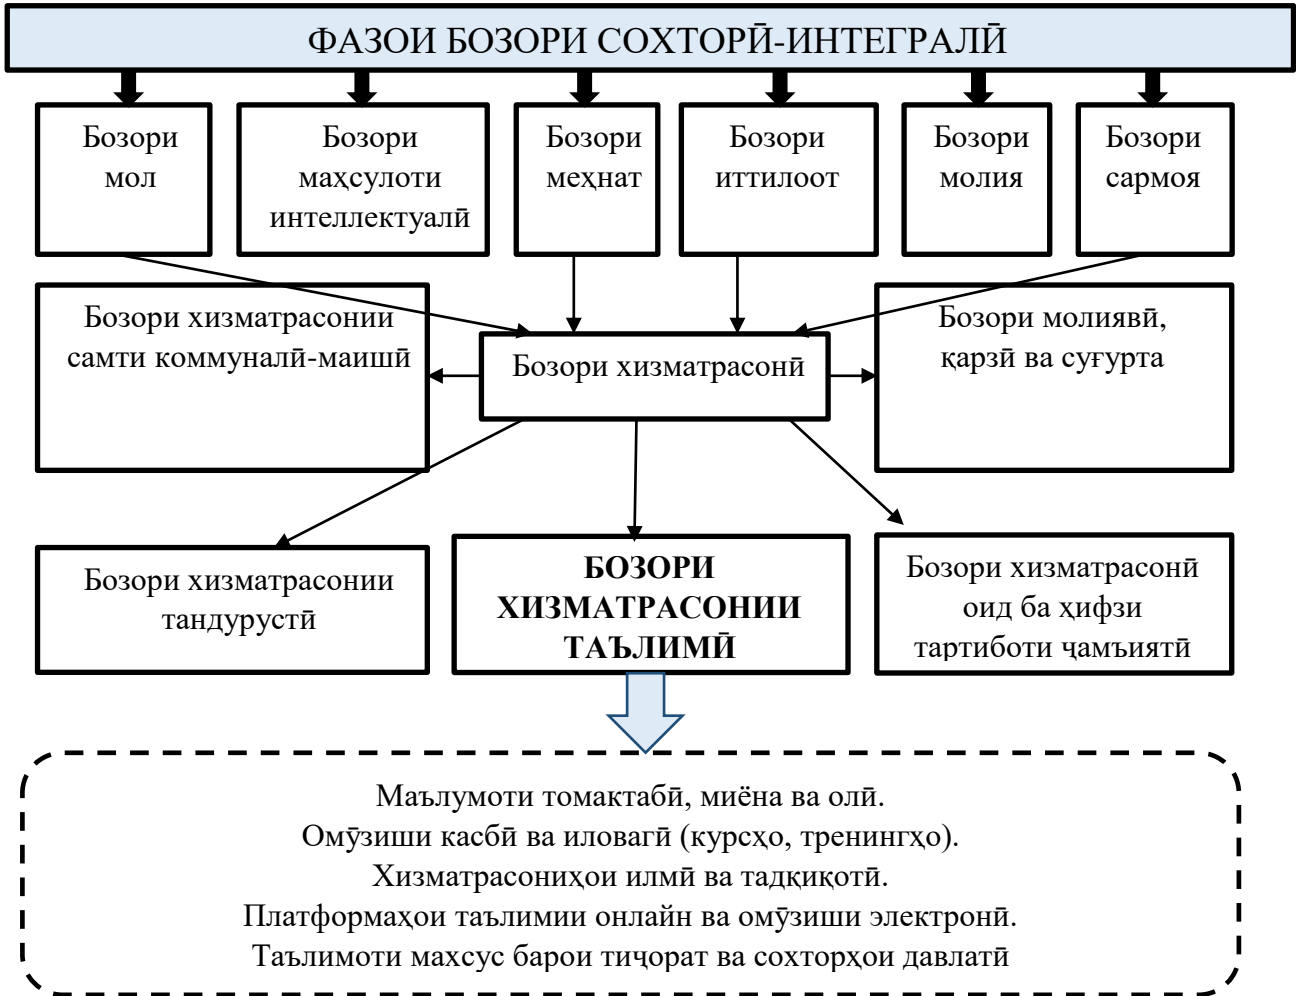 ФАЗОИ БОЗОРИ СОХТОРӢ-ИНТЕГРАЛӢ
Бозори
мол
Бозори
маҳсулоти
интеллектуалӣ
Бозори
меҳнат
Бозори
иттилоот
Бозори
молия
Бозори
сармоя
Бозори хизматрасонии
самти коммуналӣ-маишӣ
Бозори хизматрасонӣ
Бозори молиявӣ,
қарзӣ ва суғурта
Бозори хизматрасонии
тандурустӣ
БОЗОРИ
ХИЗМАТРАСОНИИ
ТАЪЛИМӢ
Бозори хизматрасонӣ
оид ба ҳифзи
тартиботи ҷамъиятӣ
Маълумоти томактабӣ, миёна ва олӣ.
Омӯзиши касбӣ ва иловагӣ (курсҳо, тренингҳо).
Хизматрасониҳои илмӣ ва тадқиқотӣ.
Платформаҳои таълимии онлайн ва омӯзиши электронӣ.
Таълимоти махсус барои тиҷорат ва сохторҳои давлатӣ